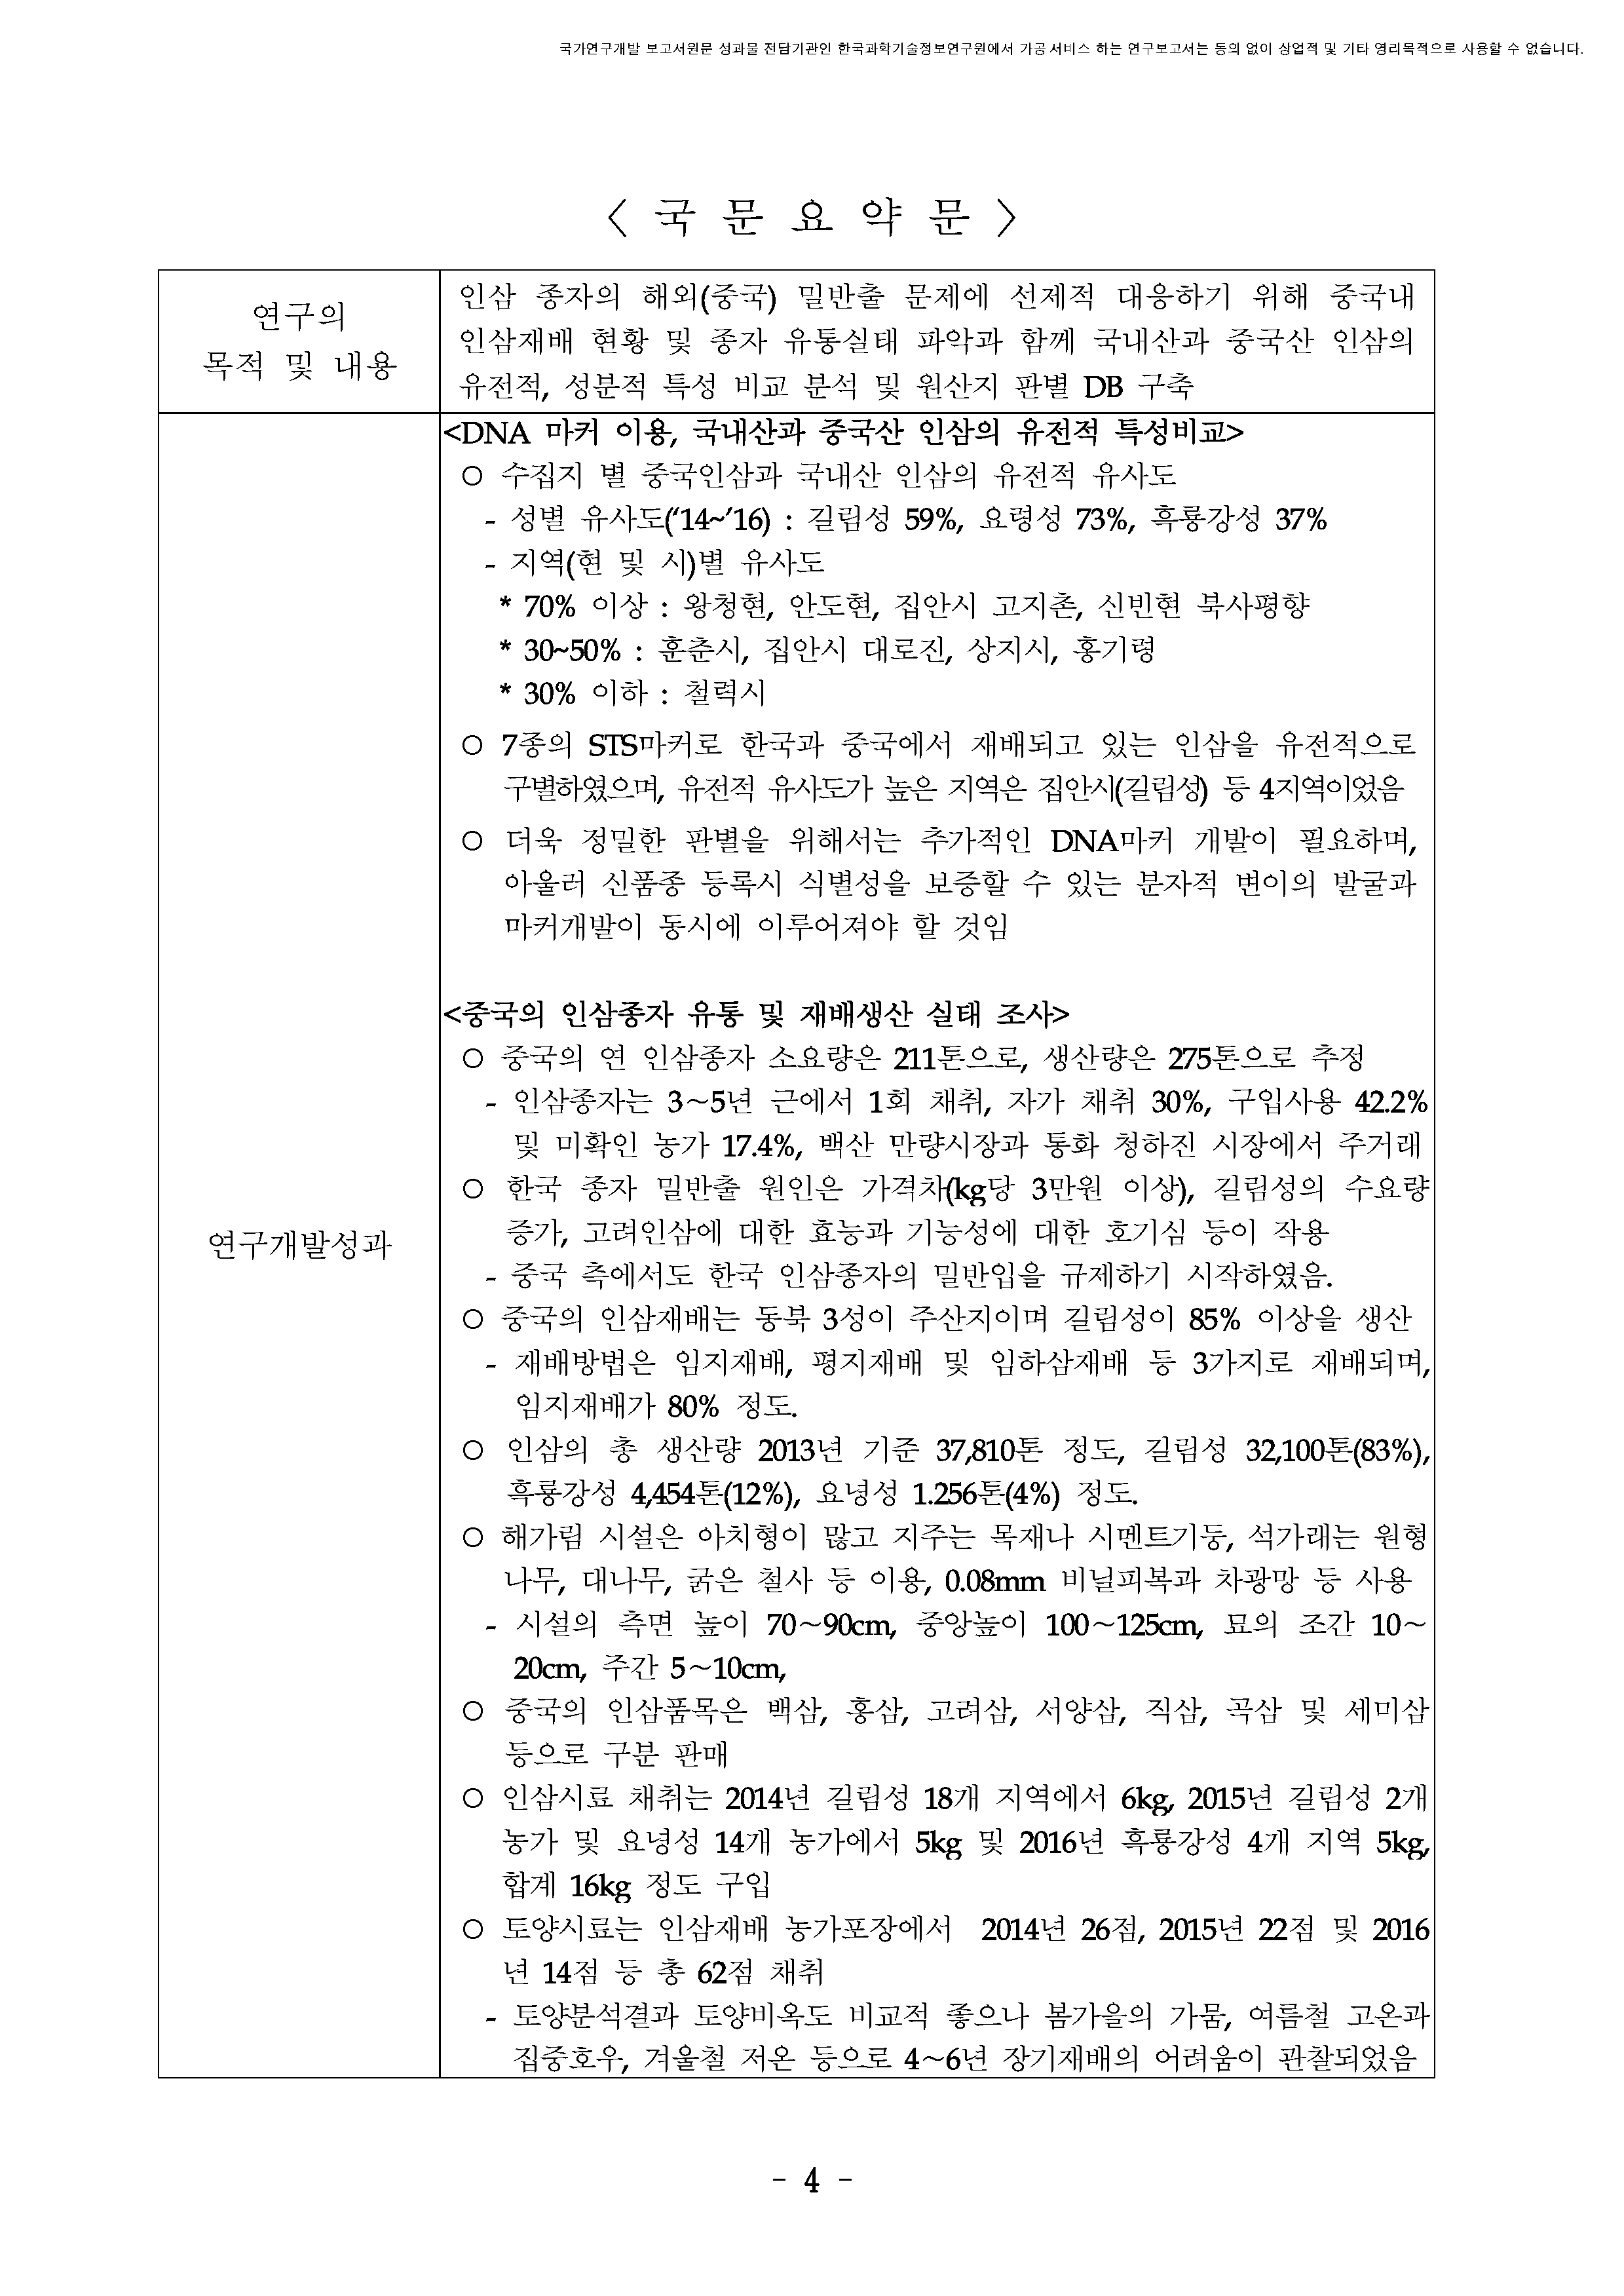 국가연구개발 보고서원문 성과물 전담기관인 한국과학기술정보연구원에서 가공·서비스 하는 연구보고서는 동의 없이 상업적 및 기타 영리목적으로 사용할 수 없습니다.
< 국 문 요 약 문 >
연구의
목적 및 내용
인삼 종자의 해외(중국) 밀반출 문제에 선제적 대응하기 위해 중국내
인삼재배 현황 및 종자 유통실태 파악과 함께 국내산과 중국산 인삼의
유전적, 성분적 특성 비교 분석 및 원산지 판별 DB 구축
연구개발성과
<DNA 마커 이용, 국내산과 중국산 인삼의 유전적 특성비교>
○ 수집지 별 중국인삼과 국내산 인삼의 유전적 유사도
- 성별 유사도('14~'16) : 길림성 59%, 요령성 73%, 흑룡강성 37%
- 지역(현 및 시)별 유사도
* 70% 이상 : 왕청현, 안도현, 집안시 고지촌, 신빈현 북사평향
* 30~50% : 훈춘시, 집안시 대로진, 상지시, 홍기령
* 30% 이하 : 철력시
○ 7종의 STS마커로 한국과 중국에서 재배되고 있는 인삼을 유전적으로
구별하였으며, 유전적 유사도가 높은 지역은 집안시(길림성) 등 4지역이었음
○ 더욱 정밀한 판별을 위해서는 추가적인 DNA마커 개발이 필요하며,
아울러 신품종 등록시 식별성을 보증할 수 있는 분자적 변이의 발굴과
마커개발이 동시에 이루어져야 할 것임
<중국의 인삼종자 유통 및 재배생산 실태 조사>
○ 중국의 연 인삼종자 소요량은 211톤으로, 생산량은 275톤으로 추정
- 인삼종자는 3～5년 근에서 1회 채취, 자가 채취 30%, 구입사용 42.2%
및 미확인 농가 17.4%, 백산 만량시장과 통화 청하진 시장에서 주거래
○ 한국 종자 밀반출 원인은 가격차(kg당 3만원 이상), 길림성의 수요량
증가, 고려인삼에 대한 효능과 기능성에 대한 호기심 등이 작용
- 중국 측에서도 한국 인삼종자의 밀반입을 규제하기 시작하였음.
○ 중국의 인삼재배는 동북 3성이 주산지이며 길림성이 85% 이상을 생산
- 재배방법은 임지재배, 평지재배 및 임하삼재배 등 3가지로 재배되며,
임지재배가 80% 정도.
○ 인삼의 총 생산량 2013년 기준 37,810톤 정도, 길림성 32,100톤(83%),
흑룡강성 4,454톤(12%), 요녕성 1.256톤(4%) 정도.
○ 해가림 시설은 아치형이 많고 지주는 목재나 시멘트기둥, 석가래는 원형
나무, 대나무, 굵은 철사 등 이용, 0.08mm 비닐피복과 차광망 등 사용
- 시설의 측면 높이 70～90cm, 중앙높이 100～125cm, 묘의 조간 10～
20cm, 주간 5～10cm,
○ 중국의 인삼품목은 백삼, 홍삼, 고려삼, 서양삼, 직삼, 곡삼 및 세미삼
등으로 구분 판매
○ 인삼시료 채취는 2014년 길림성 18개 지역에서 6kg, 2015년 길림성 2개
농가 및 요녕성 14개 농가에서 5kg 및 2016년 흑룡강성 4개 지역 5kg,
합계 16kg 정도 구입
○ 토양시료는 인삼재배 농가포장에서 2014년 26점, 2015년 22점 및 2016
년 14점 등 총 62점 채취
- 토양분석결과 토양비옥도 비교적 좋으나 봄가을의 가뭄, 여름철 고온과
집중호우, 겨울철 저온 등으로 4～6년 장기재배의 어려움이 관찰되었음
- 4 -